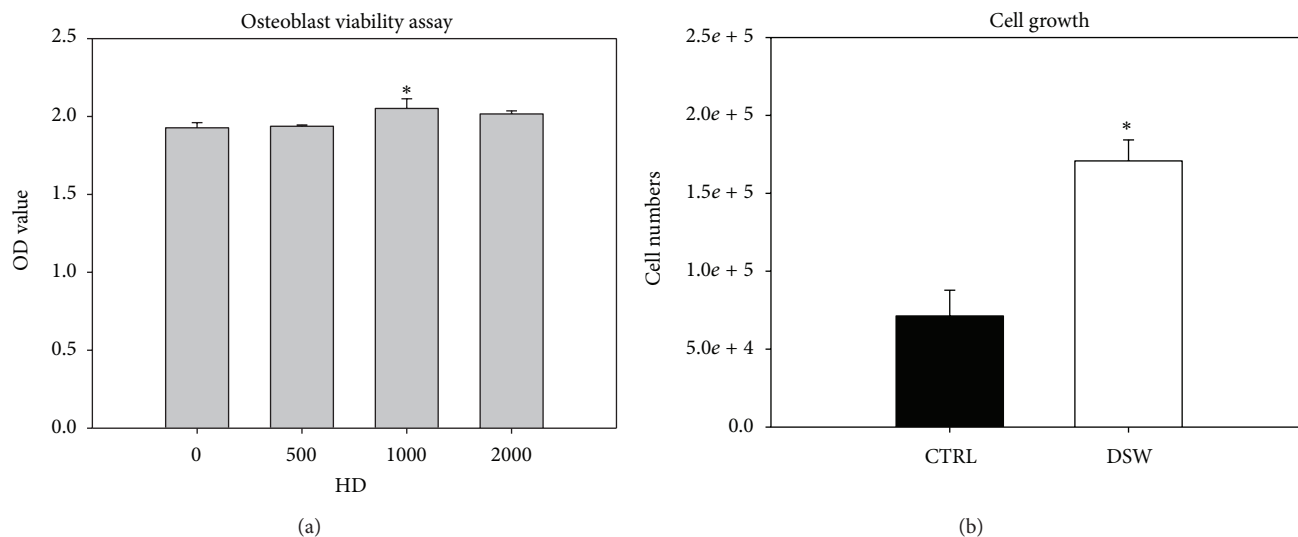 Osteoblast viability assay
2.5
2.0
1.5
1.0
0.5
0.0
OD value
*
0 500 1000 2000
HD
(a)
Cell growth
2.5e + 5
2.0e + 5
1.5e + 5
1.0e + 5
5.0e + 4
0.0
Cell numbers
*
CTRL DSW
(b)